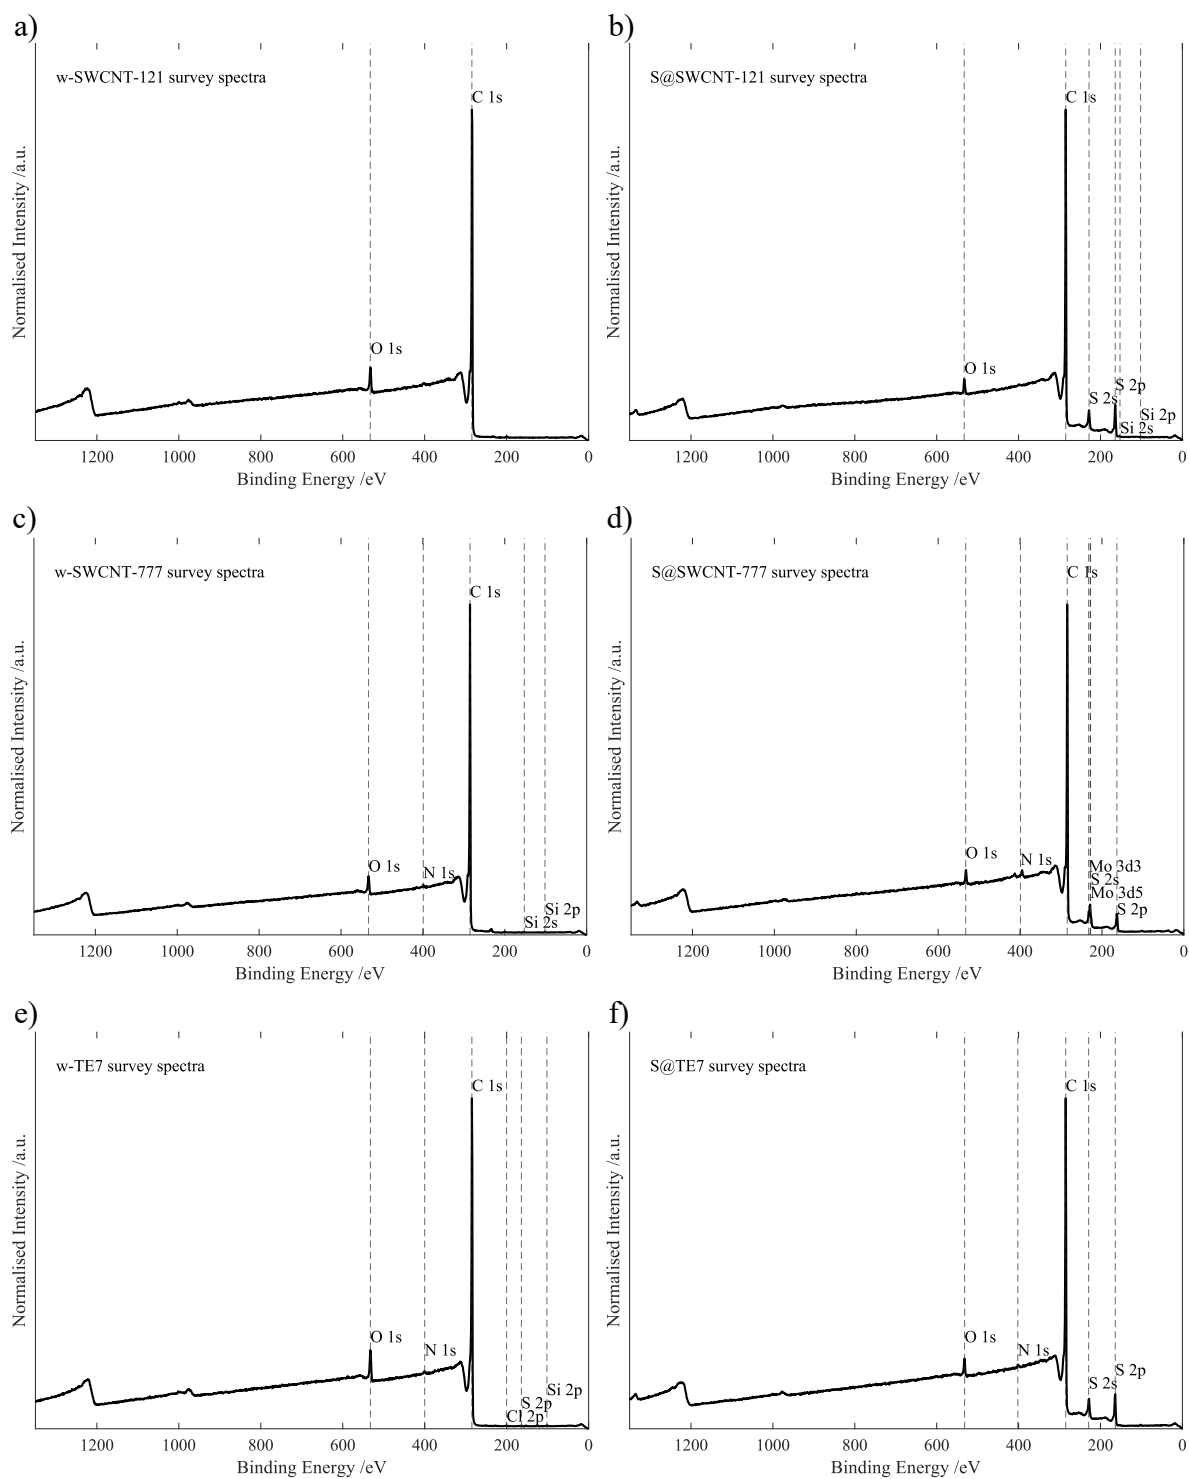 a)
w-SWCNT-121 survey spectra
C 1s
O 1s
Normalised Intensity /a.u.
1200 1000 800 600 400 200 0
Binding Energy /eV
b)
S@SWCNT-121 survey spectra
C 1s
O 1s
S 2p
S 2s
Si 2p
Si 2s
Normalised Intensity /a.u.
1200 1000 800 600 400 200 0
Binding Energy /eV
c)
w-SWCNT-777 survey spectra
C 1s
O 1s
N 1s
Si 2p
Si 2s
Normalised Intensity /a.u.
1200 1000 800 600 400 200 0
Binding Energy /eV
d)
S@SWCNT-777 survey spectra
C 1s
O 1s
N 1s
Mo 3d3
S 2s
Mo 3d5
S 2p
Normalised Intensity /a.u.
1200 1000 800 600 400 200 0
Binding Energy /eV
e)
w-TE7 survey spectra
C 1s
O 1s
N 1s
Si 2p
S 2p
Cl 2p
Normalised Intensity /a.u.
1200 1000 800 600 400 200 0
Binding Energy /eV
f)
S@TE7 survey spectra
C 1s
O 1s
N 1s
S 2p
S 2s
Normalised Intensity /a.u.
1200 1000 800 600 400 200 0
Binding Energy /eV